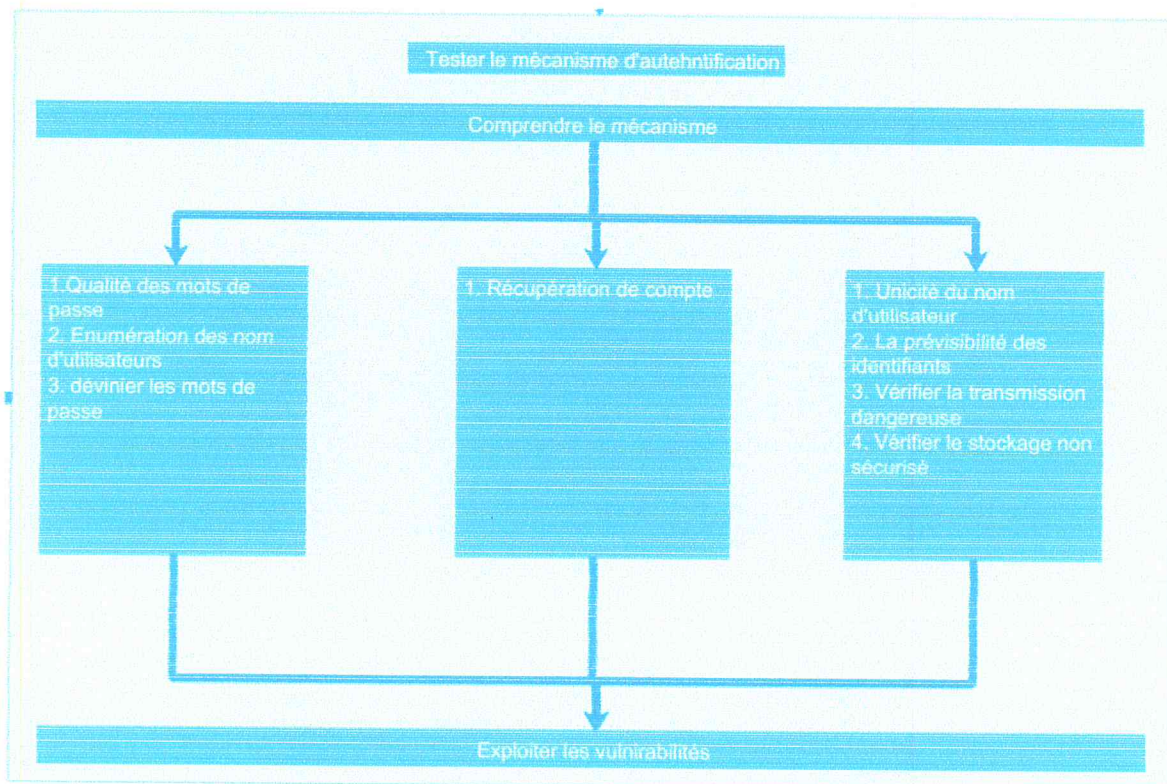 Tester le mécanisme d'autehntification
Comprendre le mécanisme
1.Qualité des mots de
passe
2. Enumération des nom
d'utilisateurs
3. dévinier les mots de
passe
1. Récupération de compte
1. Unicité du nom
d'utilisateur
2. La prévisibilité des
identifiants
3. Vérifier la transmission
dangereuse
4. Vérifier le stockage non
sécurisé
Exploiter les vulnirabilités